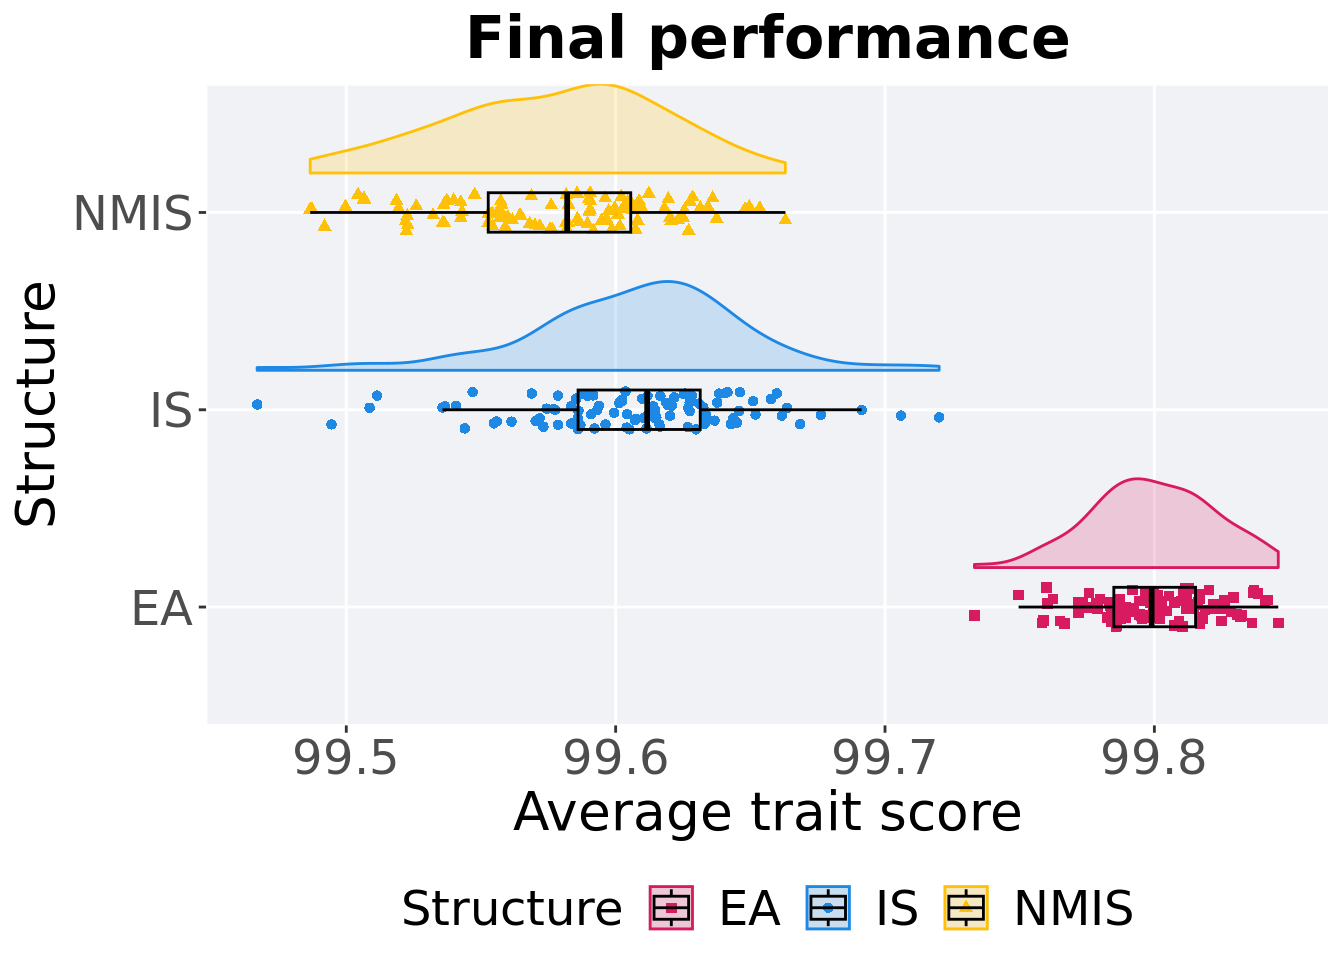 Final performance
Structure
NMIS
IS
EA
99.5 99.6 99.7 99.8
Average trait score
Structure EA IS NMIS